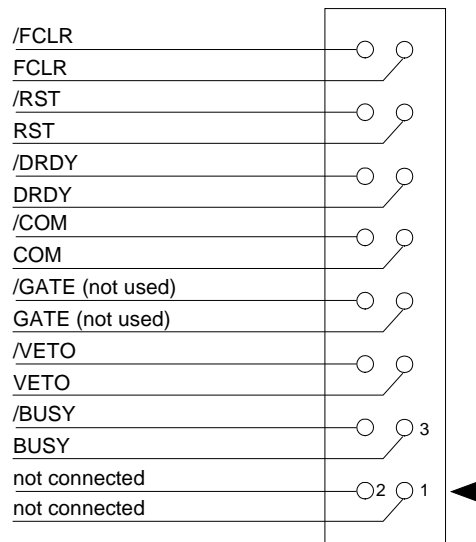 /FCLR
FCLR
/RST
RST
/DRDY
DRDY
/COM
COM
/GATE (not used)
GATE (not used)
/VETO
VETO
/BUSY
3
BUSY
not connected
2 1
not connected